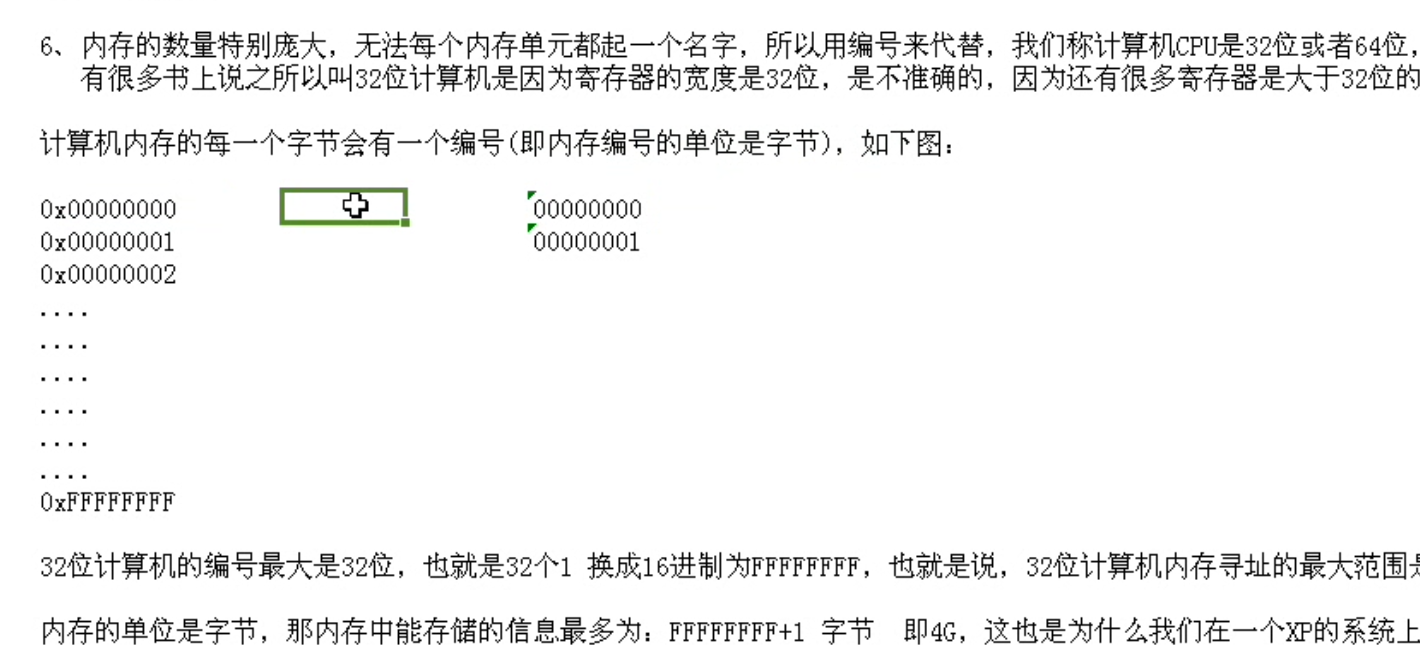 6、内存的数量特别庞大，无法每个内存单元都起一个名字，所以用编号来代替，我们称计算机CPU是32位或者64位，
有很多书上说之所以叫32位计算机是因为寄存器的宽度是32位，是不准确的，因为还有很多寄存器是大于32位的
计算机内存的每一个字节会有一个编号(即内存编号的单位是字节)，如下图：
0x00000000 00000000
0x00000001 00000001
0x00000002
....
....
....
....
....
....
0xFFFFFFFF
32位计算机的编号最大是32位，也就是32个1 换成16进制为FFFFFFFF，也就是说，32位计算机内存寻址的最大范围是
内存的单位是字节，那内存中能存储的信息最多为：FFFFFFFF+1 字节 即4G，这也是为什么我们在一个XP的系统上